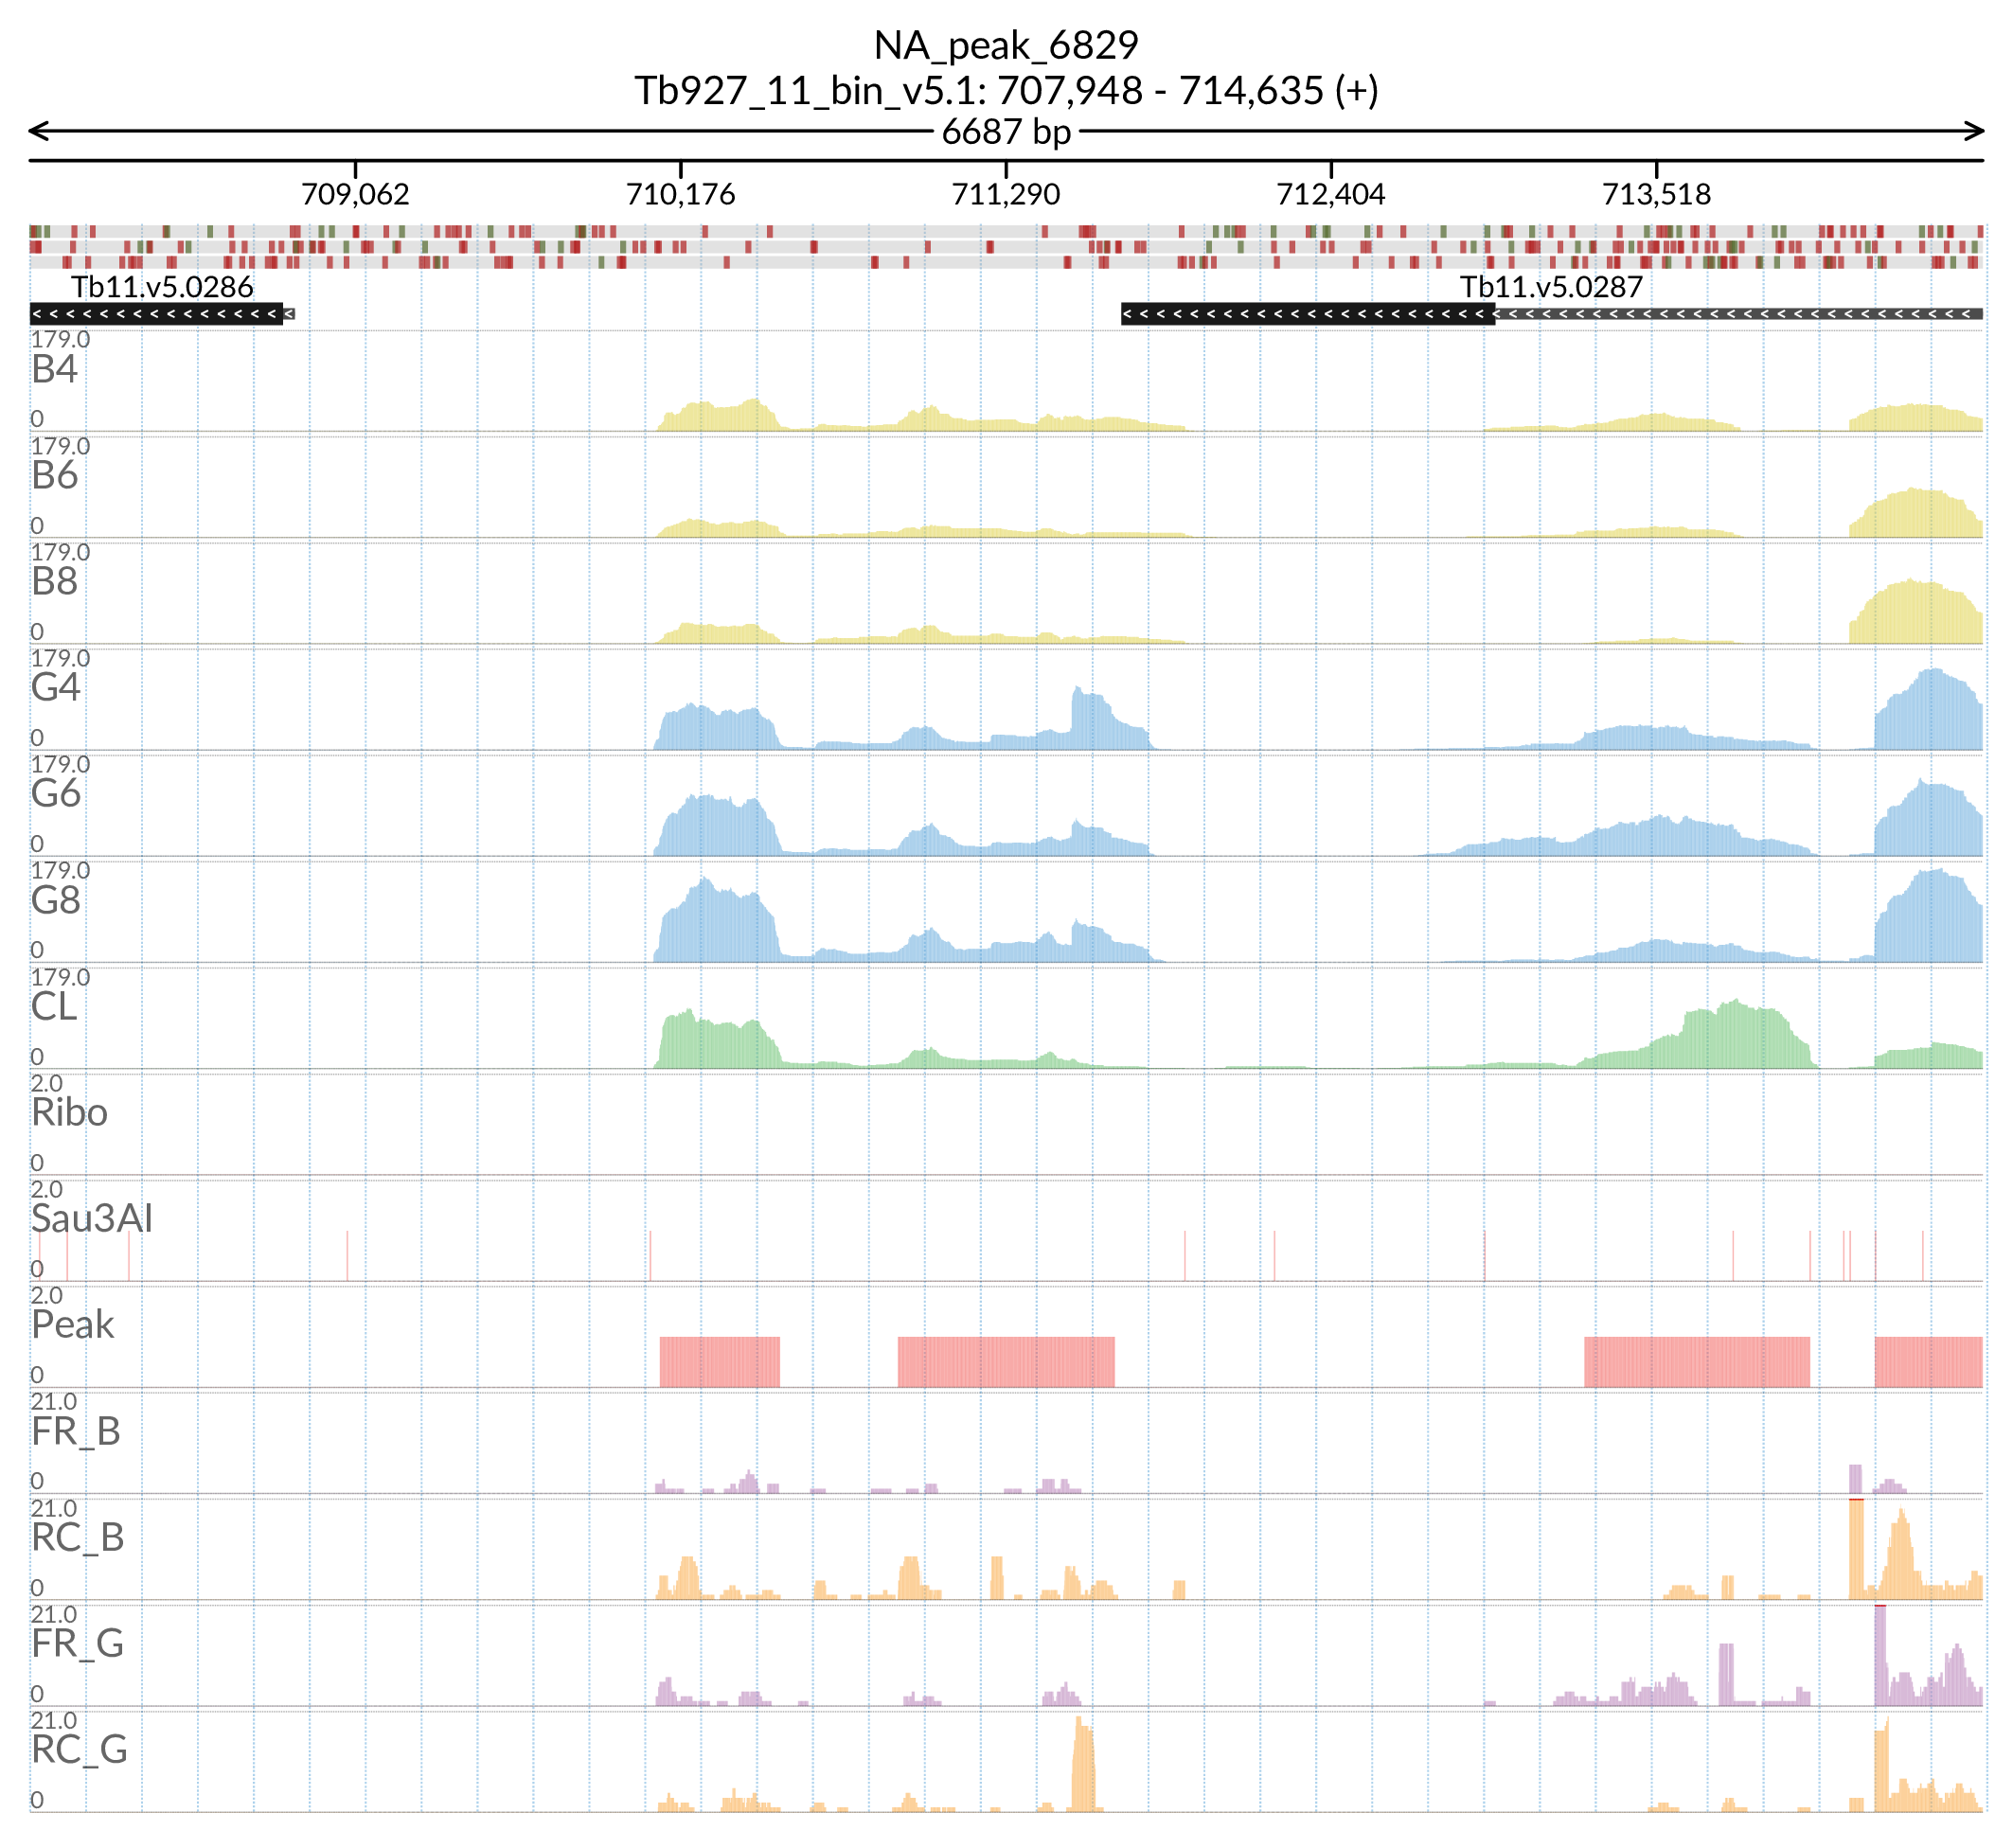 NA_peak_6829
Tb927_11_bin_v5.1: 707,948 - 714,635 (+)
6687 bp
709,062 710,176 711,290 712,404 713,518
Tb11.v5.0286 Tb11.v5.0287
179.0
B4
0
179.0
B6
0
179.0
B8
0
179.0
G4
0
179.0
G6
0
179.0
G8
0
179.0
CL
0
2.0
Ribo
0
2.0
Sau3AI
0
2.0
Peak
0
21.0
FR_B
0
21.0
RC_B
0
21.0
FR_G
0
21.0
RC_G
0